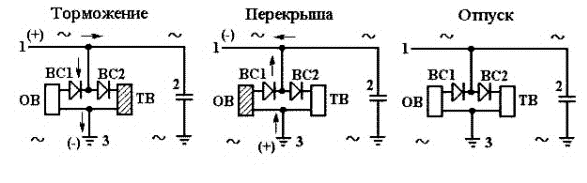 Торможение
(+) ~ ~
1
ВС1 ВС2
ОВ ТВ
2
~ (-) 3 ~
Перекрыша
(-) ~ ~
1
ВС1 ВС2
ОВ ТВ
2
~ (+) 3 ~
Отпуск
~ ~
1
ВС1 ВС2
ОВ ТВ
2
~ 3 ~